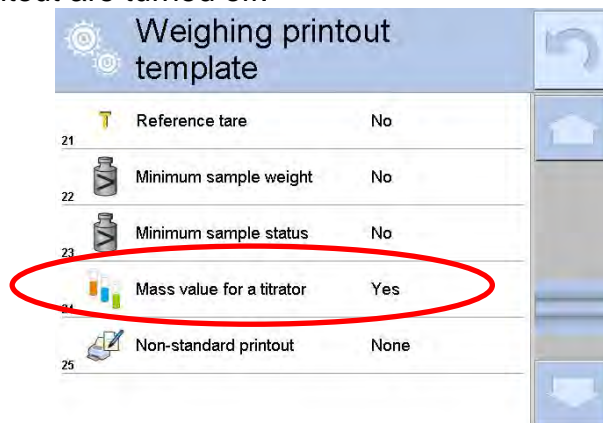 Weighing printout
template
Reference tare No
21
Minimum sample weight No
22
Minimum sample status No
23
Mass value for a titrator Yes
24
Non-standard printout None
25